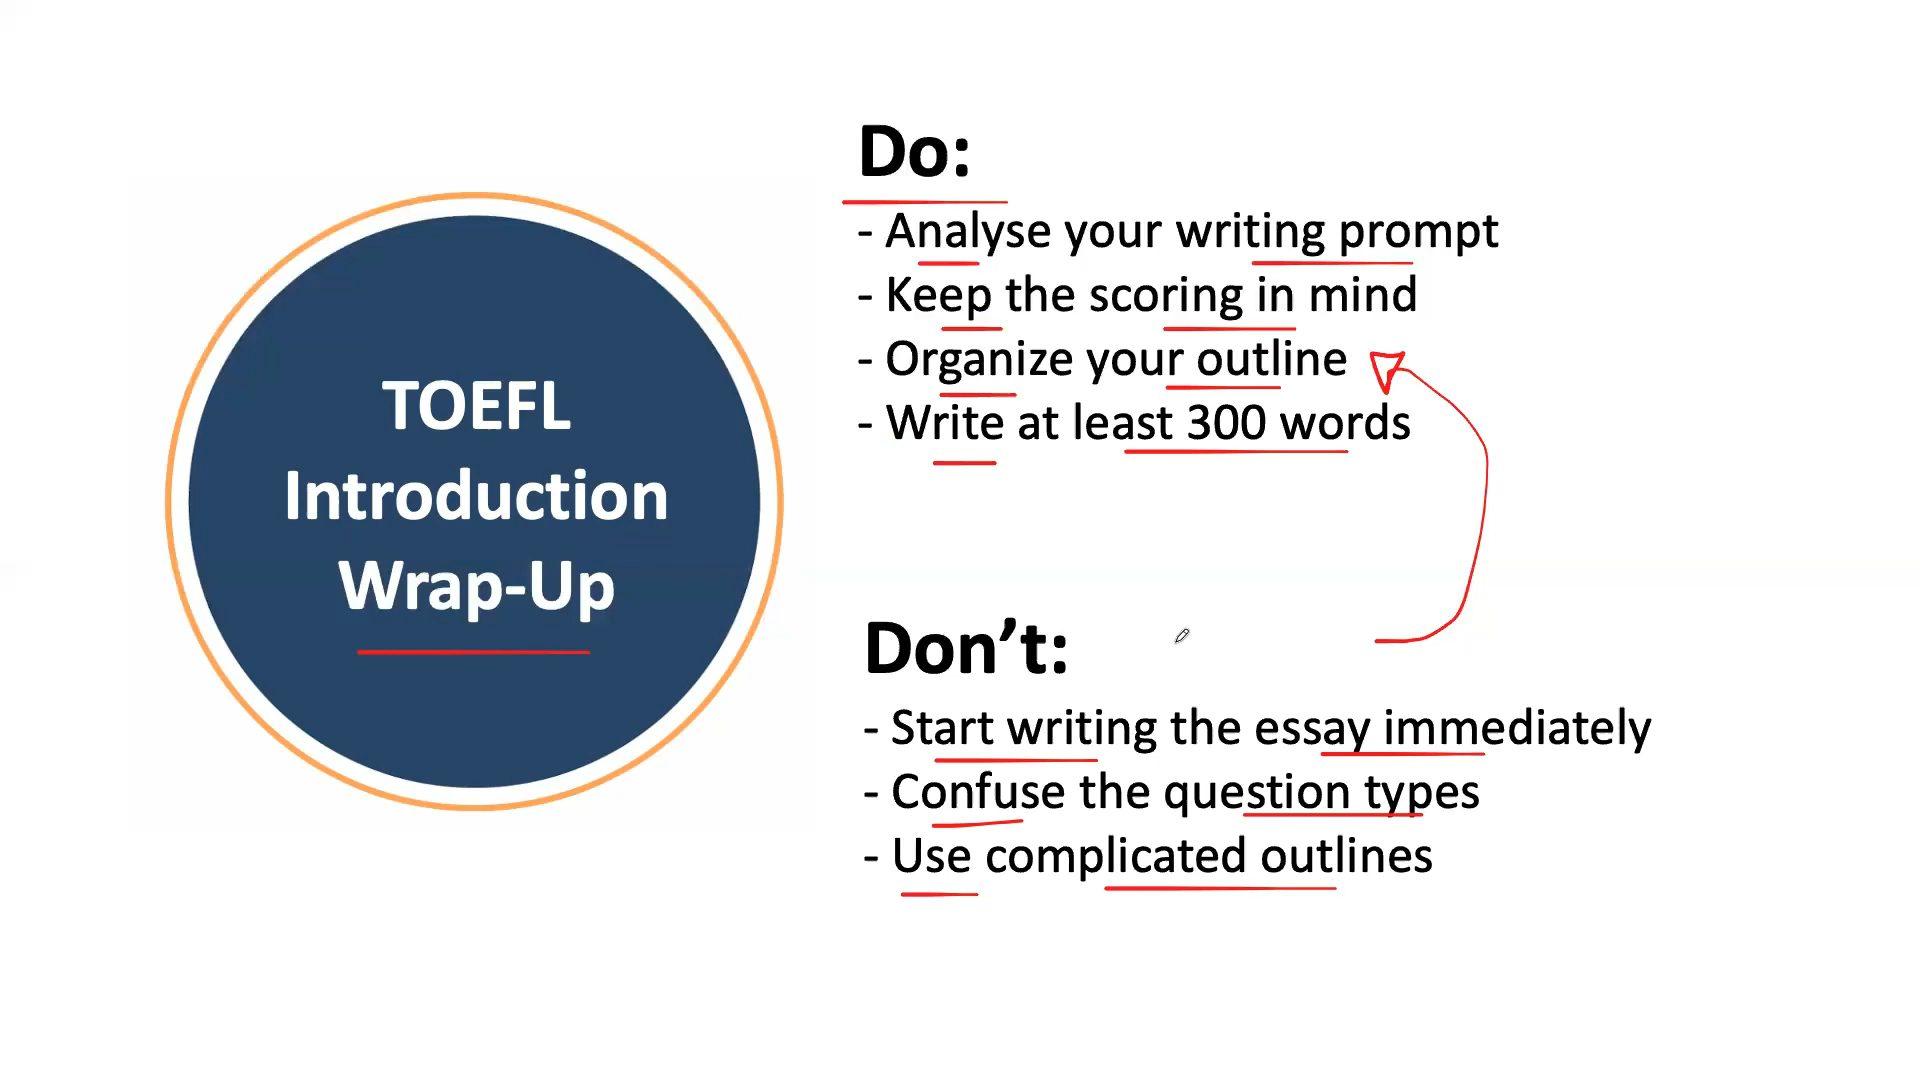 TOEFL
Introduction
Wrap-Up
Do:
- Analyse your writing prompt
- Keep the scoring in mind
- Organize your outline
- Write at least 300 words
Don’t:
- Start writing the essay immediately
- Confuse the question types
- Use complicated outlines